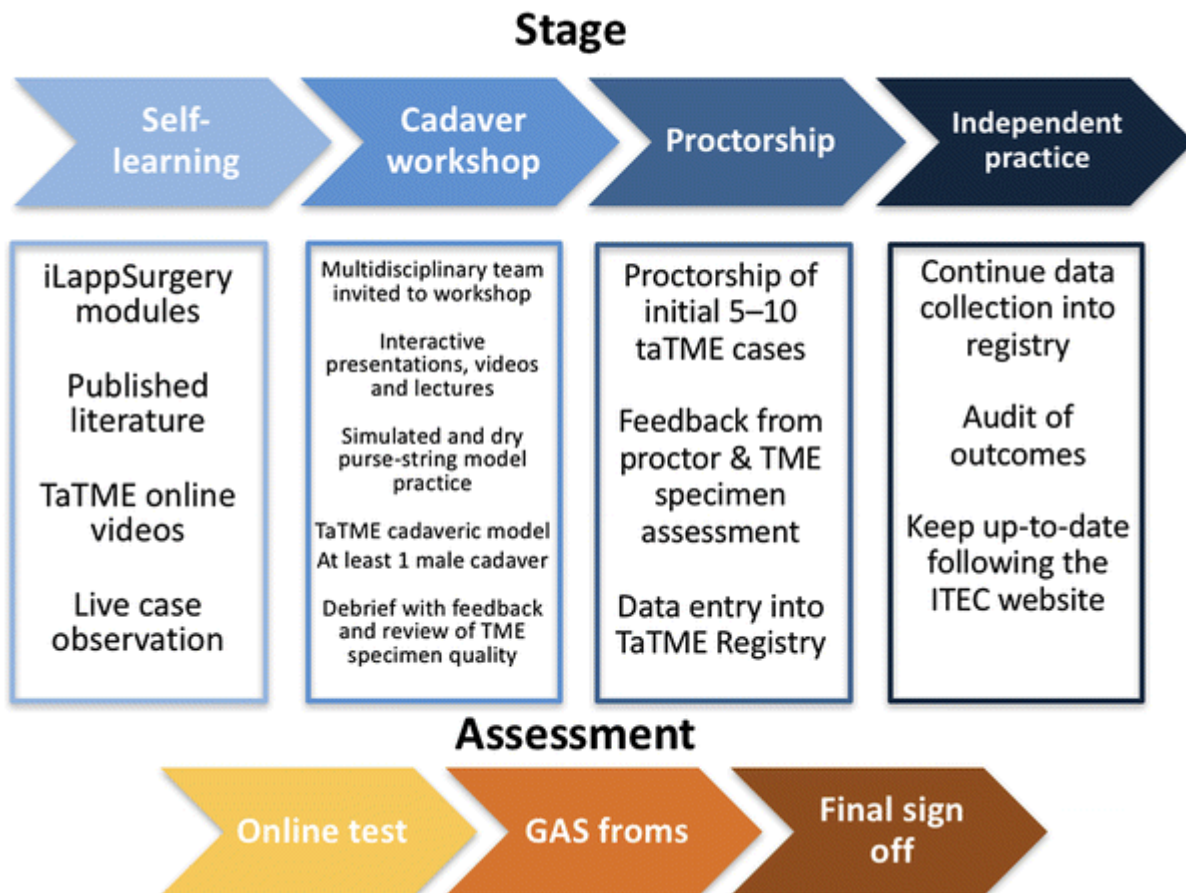 Stage
Self-
learning
Cadaver
workshop
Proctorship
Independent
practice
iLappSurgery
modules
Published
literature
TaTME online
videos
Live case
observation
Multidisciplinary team
invited to workshop
Interactive
presentations, videos
and lectures
Simulated and dry
purse-string model
practice
TaTME cadaveric model
At least 1 male cadaver
Debrief with feedback
and review of TME
specimen quality
Proctorship of
initial 5–10
taTME cases
Feedback from
proctor & TME
specimen
assessment
Data entry into
TaTME Registry
Continue data
collection into
registry
Audit of
outcomes
Keep up-to-date
following the
ITEC website
Assessment
Online test
GAS froms
Final sign
off